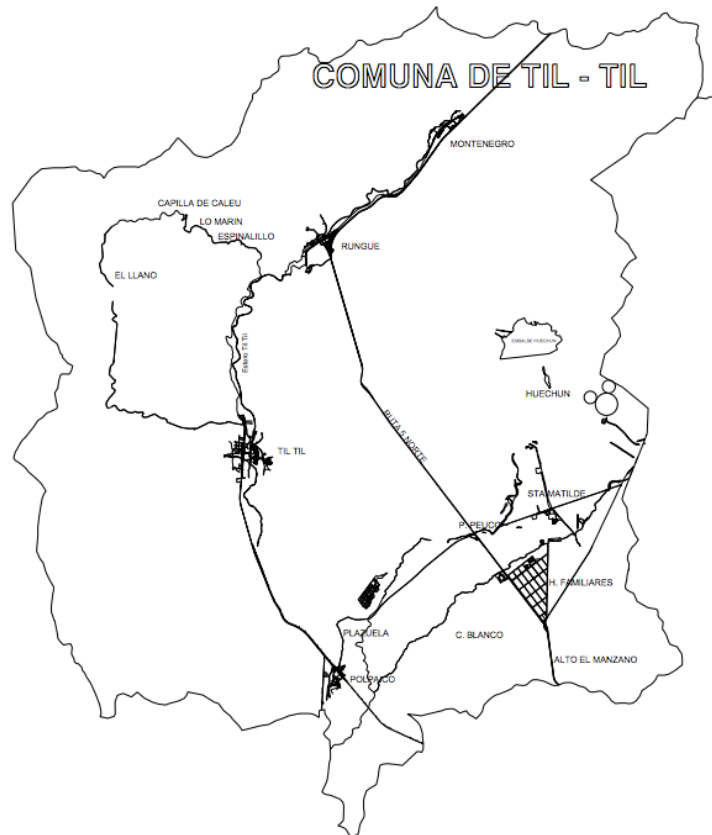 COMUNA DE TIL - TIL
MONTENEGRO
CAPILLA DE CALEU
LO MARIN
ESPINALILLO
RUNGUE
EL LLANO
Estero Til Til
EMBALSE HUECHUN
HUECHUN
RUTA 5 NORTE
TIL TIL
STA MATILDE
P. PEUCO
H. FAMILIARES
PLAZUELA
C. BLANCO
ALTO EL MANZANO
POLPAICO